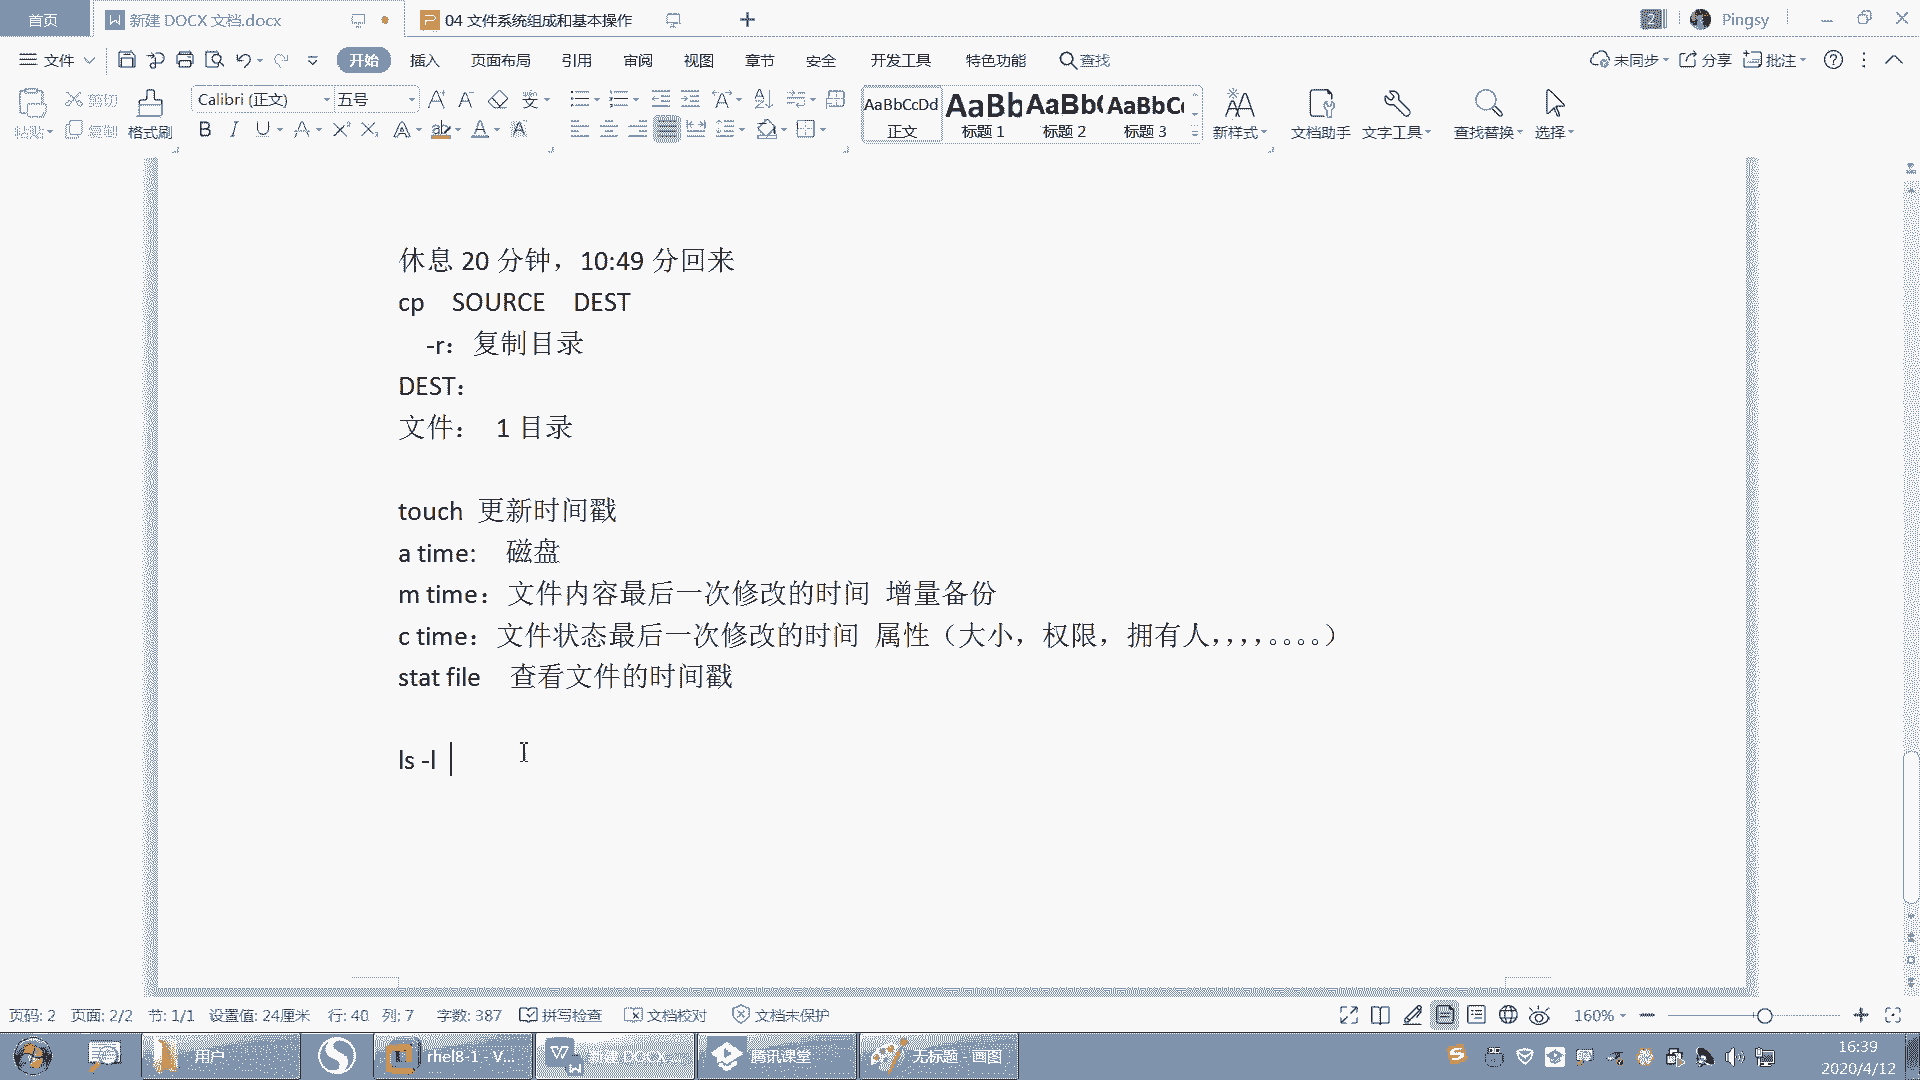 首页 新建 DOCX 文档.docx 04 文件系统组成和基本操作 Pingsy
文件 开始 插入 页面布局 引用 审阅 视图 章节 安全 开发工具 特色功能 查找 未同步 分享 批注
剪切 Calibri (正文) 五号 AaBbCcDd AaBb AaBb( AaBbC
粘贴 复制 格式刷 正文 标题 1 标题 2 标题 3 新样式 文档助手 文字工具 查找替换 选择
休息 20 分钟，10:49 分回来
cp SOURCE DEST
-r：复制目录
DEST：
文件： 1 目录
touch 更新时间戳
a time: 磁盘
m time：文件内容最后一次修改的时间 增量备份
c time：文件状态最后一次修改的时间 属性（大小，权限，拥有人，，，，。。。。）
stat file 查看文件的时间戳
ls -l
页码: 2 页面: 2/2 节: 1/1 设置值: 24厘米 行: 40 列: 7 字数: 387 拼写检查 文档校对 文档未保护 160%
用户 rhel8-1 - V... 新建 DOCX ... 腾讯课堂 无标题 - 画图 16:39
2020/4/12